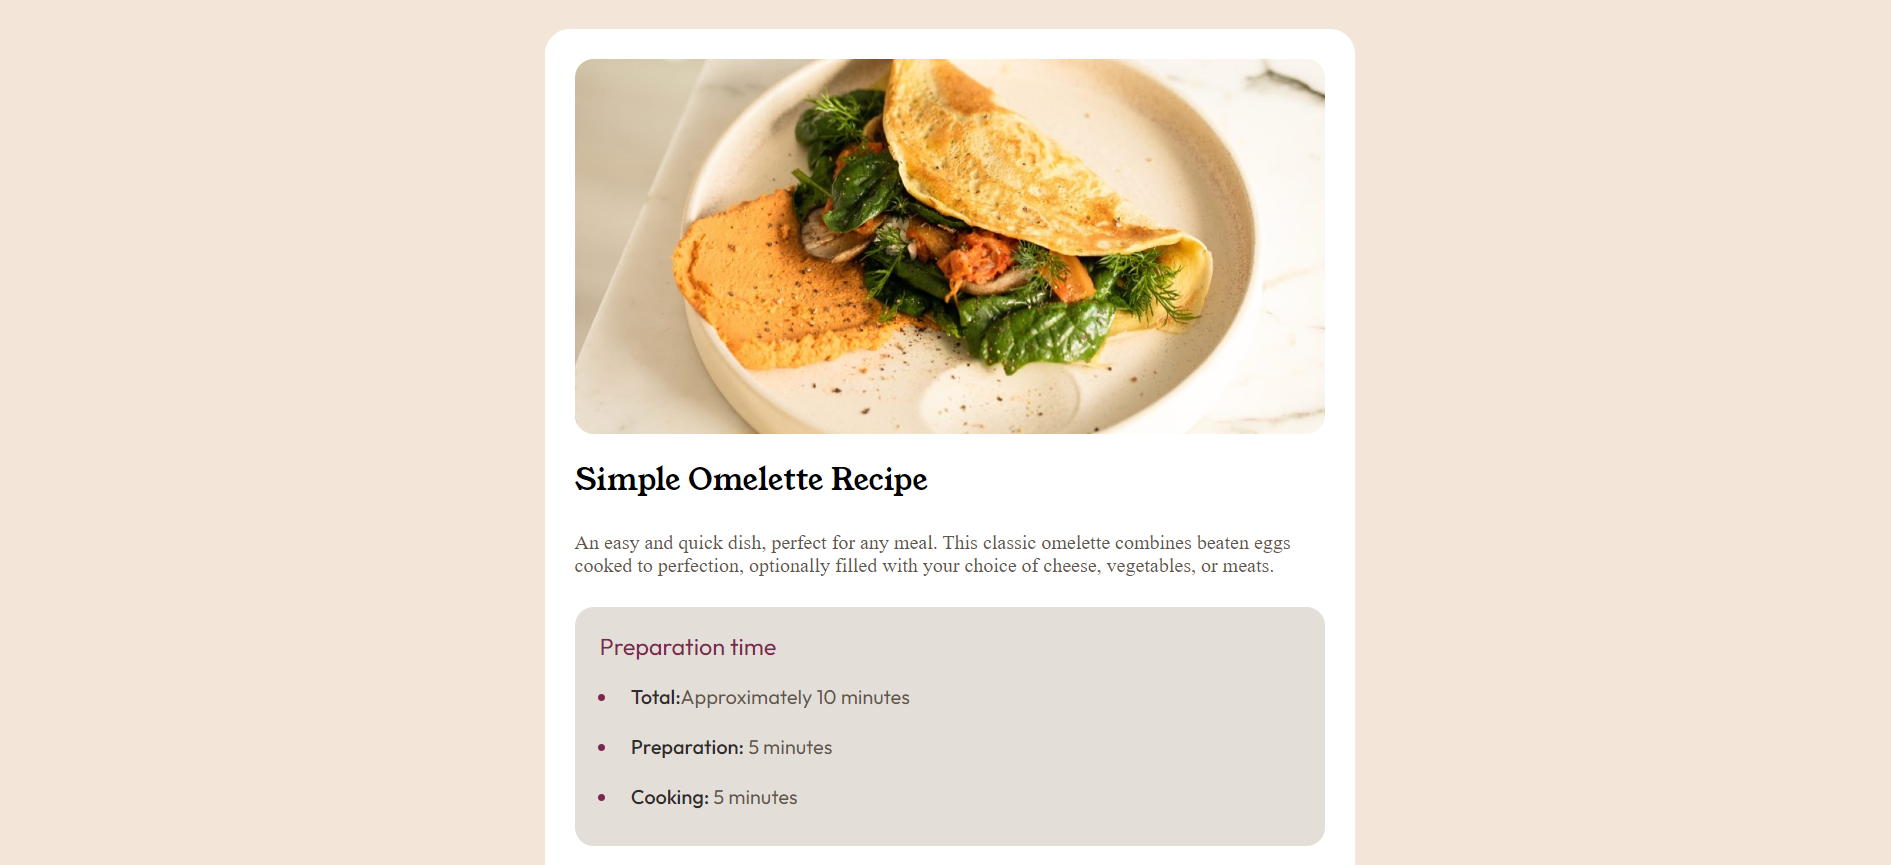 Simple Omelette Recipe
An easy and quick dish, perfect for any meal. This classic omelette combines beaten eggs
cooked to perfection, optionally filled with your choice of cheese, vegetables, or meats.
Preparation time
Total:Approximately 10 minutes
Preparation: 5 minutes
Cooking: 5 minutes